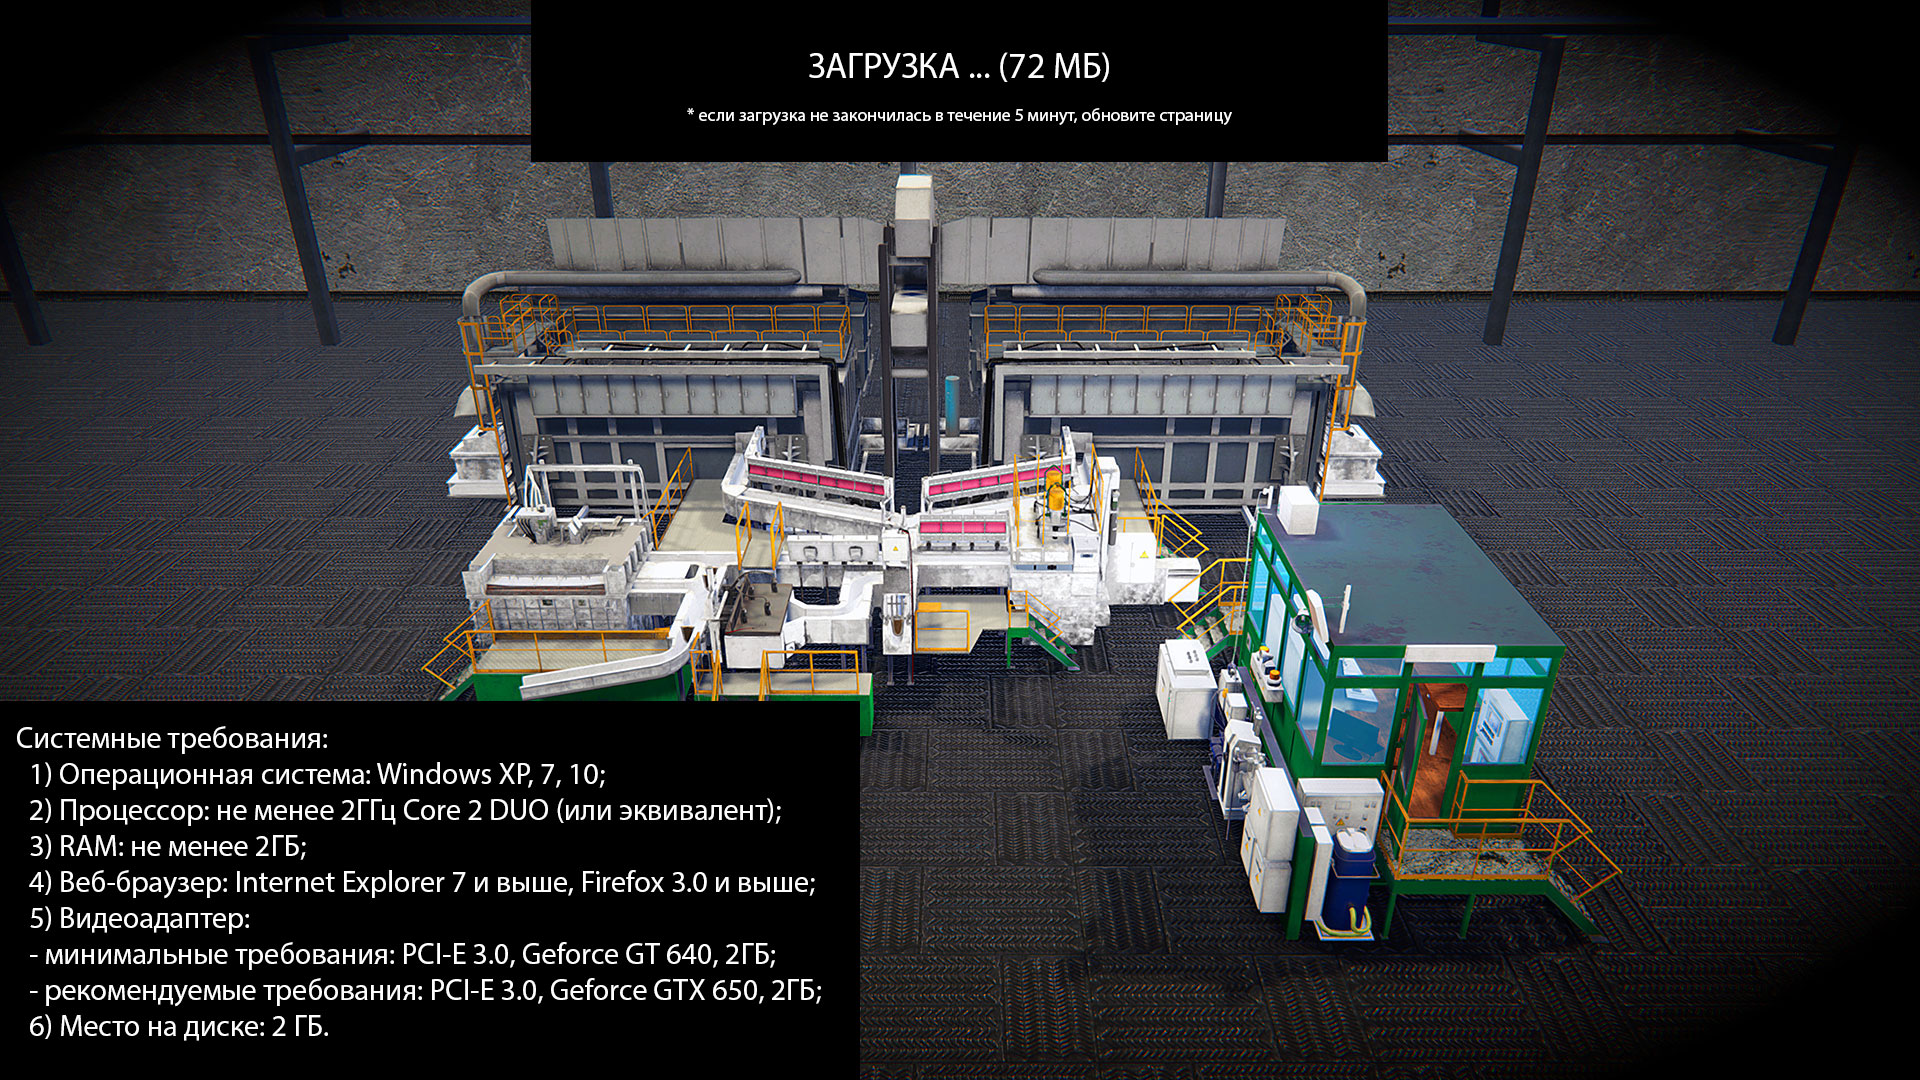 ЗАГРУЗКА ... (72 МБ)
* если загрузка не закончилась в течение 5 минут, обновите страницу
Системные требования:
1) Операционная система: Windows XP, 7, 10;
2) Процессор: не менее 2ГГц Core 2 DUO (или эквивалент);
3) RAM: не менее 2ГБ;
4) Веб-браузер: Internet Explorer 7 и выше, Firefox 3.0 и выше;
5) Видеоадаптер:
- минимальные требования: PCI-E 3.0, Geforce GT 640, 2ГБ;
- рекомендуемые требования: PCI-E 3.0, Geforce GTX 650, 2ГБ;
6) Место на диске: 2 ГБ.